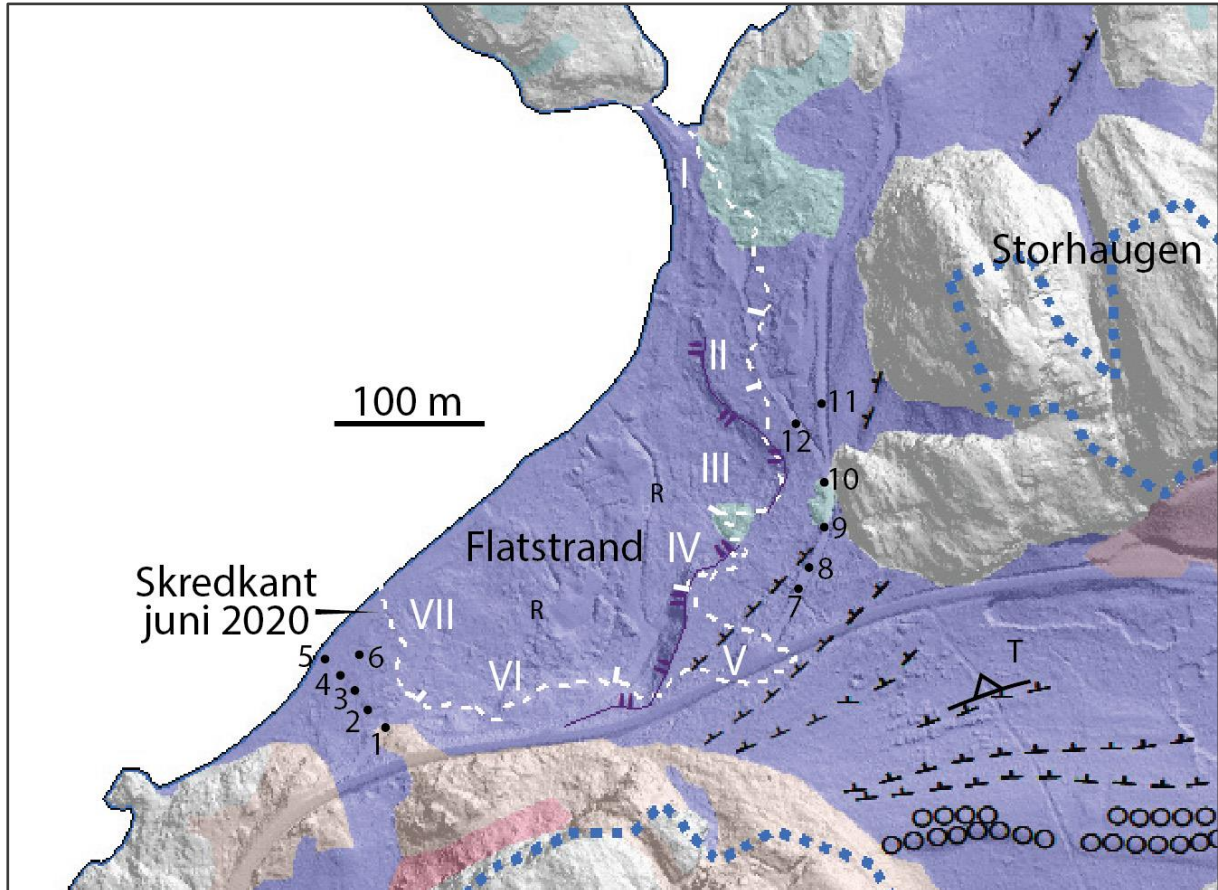 I
Storhaugen
II
100 m
11
12
III
10
R
9
Flatstrand
IV
8
Skredkant
juni 2020
7
R
VII
5
6
V
T
4
VI
3
2
1